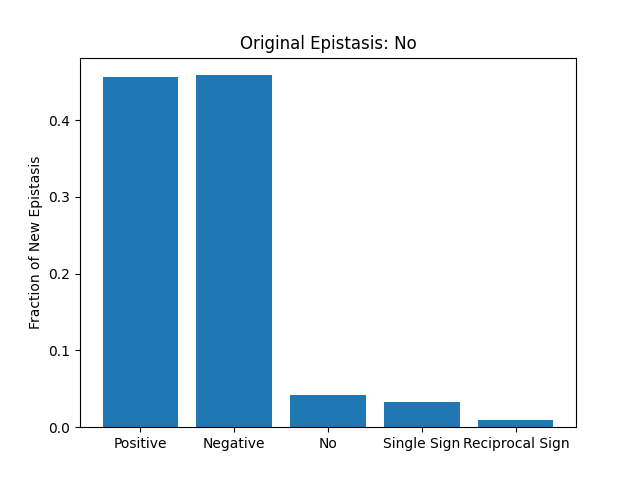 Original Epistasis: No
Fraction of New Epistasis
0.4
0.3
0.2
0.1
0.0
Positive Negative No Single Sign Reciprocal Sign